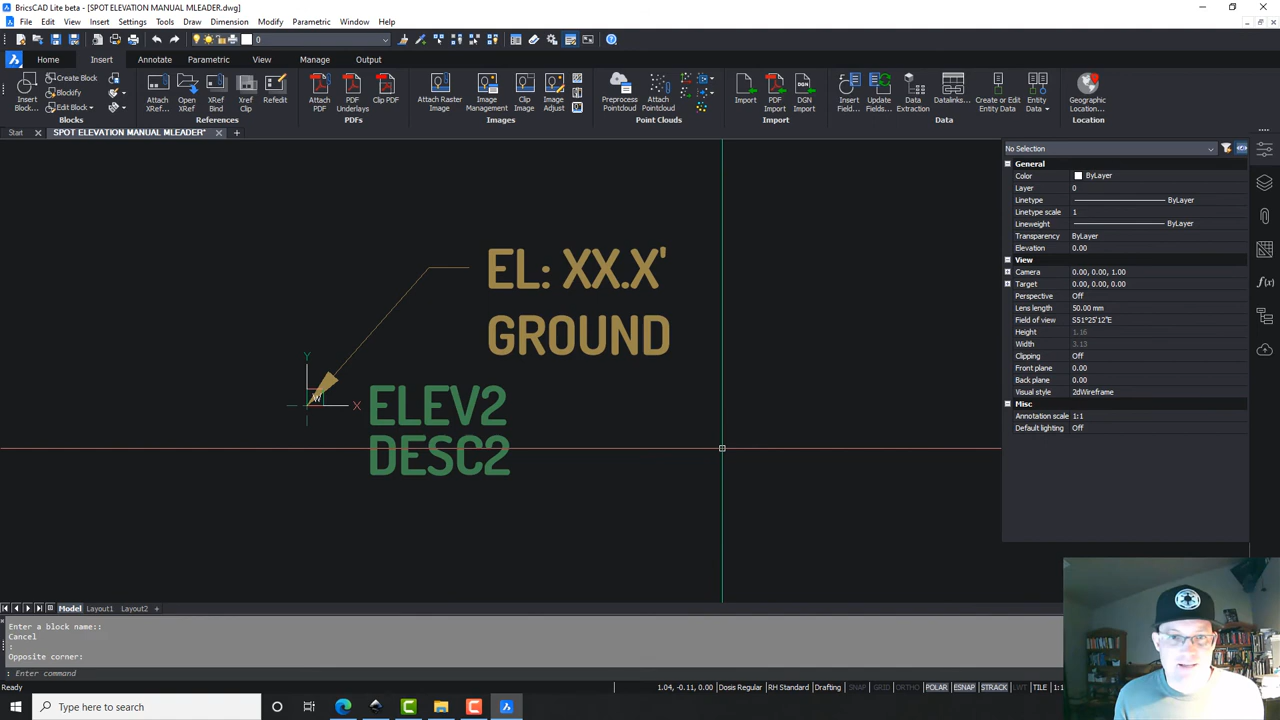 BricsCAD Lite beta - [SPOT ELEVATION MANUAL MLEADER.dwg]
File Edit View Insert Settings Tools Draw Dimension Modify Parametric Window Help
0
Home Insert Annotate Parametric View Manage Output
Insert Block... Create Block Blockify Edit Block
Attach XRef Open XRef XRef Bind Xref Clip Refedit
Attach PDF PDF Underlays Clip PDF
Attach Raster Image Image Management Clip Image Image Adjust
Preprocess Pointcloud Attach Pointcloud
Import PDF Import DGN Import
Insert Field... Update Fields... Data Extraction Datalinks... Create or Edit Entity Data Entity Data
Geographic Location...
Blocks References PDFs Images Point Clouds Import Data Location
Start SPOT ELEVATION MANUAL MLEADER*
No Selection
General
Color ByLayer
Layer 0
Linetype ByLayer
Linetype scale 1
Lineweight ByLayer
Transparency ByLayer
Elevation 0.00
View
Camera 0.00, 0.00, 1.00
Target 0.00, 0.00, 0.00
Perspective Off
Lens length 50.00 mm
Field of view S51°25'12"E
Height 1.16
Width 3.13
Clipping Off
Front plane 0.00
Back plane 0.00
Visual style 2dWireframe
Misc
Annotation scale 1:1
Default lighting Off
EL: XX.X'
GROUND
Y
W
X
ELEV2
DESC2
Model Layout1 Layout2
Enter a block name::
Cancel
:
Opposite corner:
: Enter command
Ready
1.04, -0.11, 0.00 Dosis Regular RH Standard Drafting SNAP GRID ORTHO POLAR ESNAP STRACK LWT TILE 1:1
Type here to search